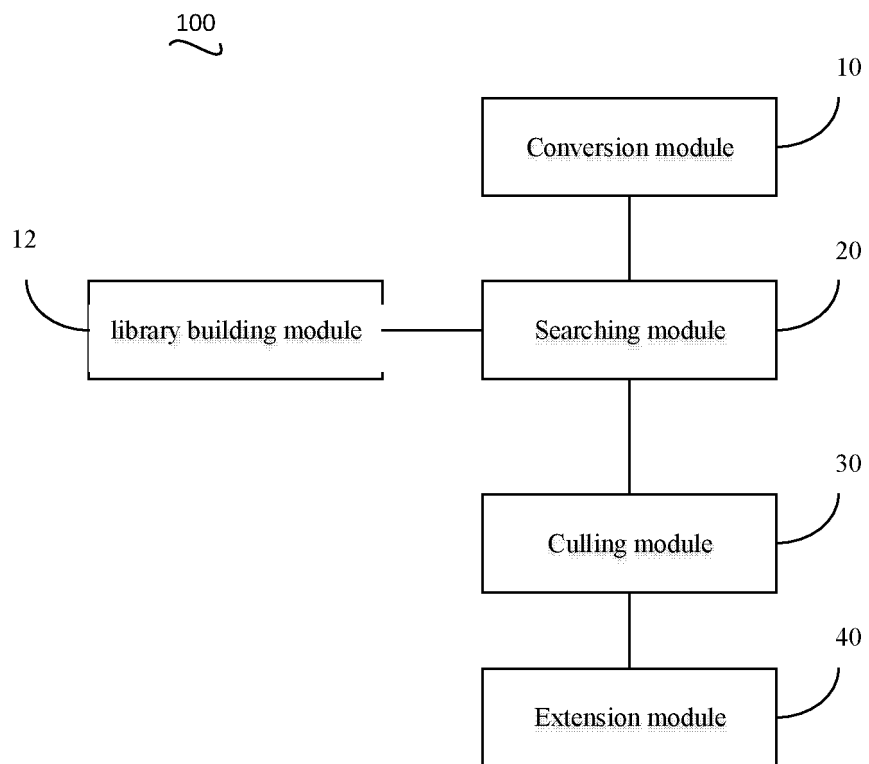 100
10
Conversion module
12
20
library building module
Searching module
30
Culling module
40
Extension module